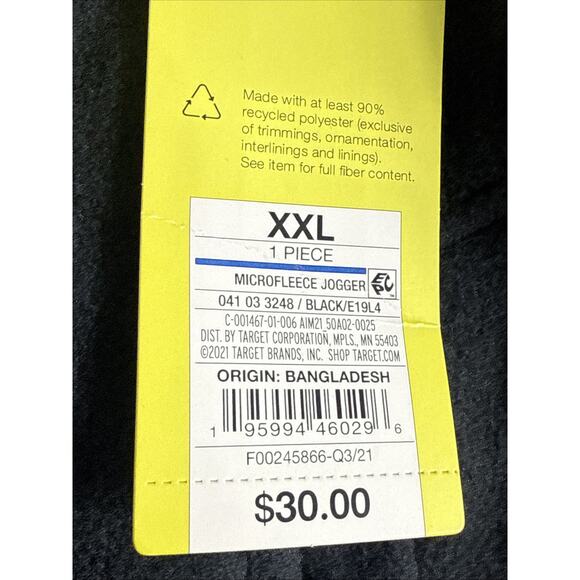 Made with at least 90%
recycled polyester (exclusive
of trimmings, ornamentation,
interlinings and linings).
See item for full fiber content.
XXL
1 PIECE
MICROFLEECE JOGGER
EPC™
041 03 3248 / BLACK/E19L4
C-001467-01-006 AIM21_50A02-0025
DIST. BY TARGET CORPORATION, MPLS., MN 55403
©2021 TARGET BRANDS, INC. SHOP TARGET.COM
ORIGIN: BANGLADESH
1 95994 46029 6
F00245866-Q3/21
$30.00